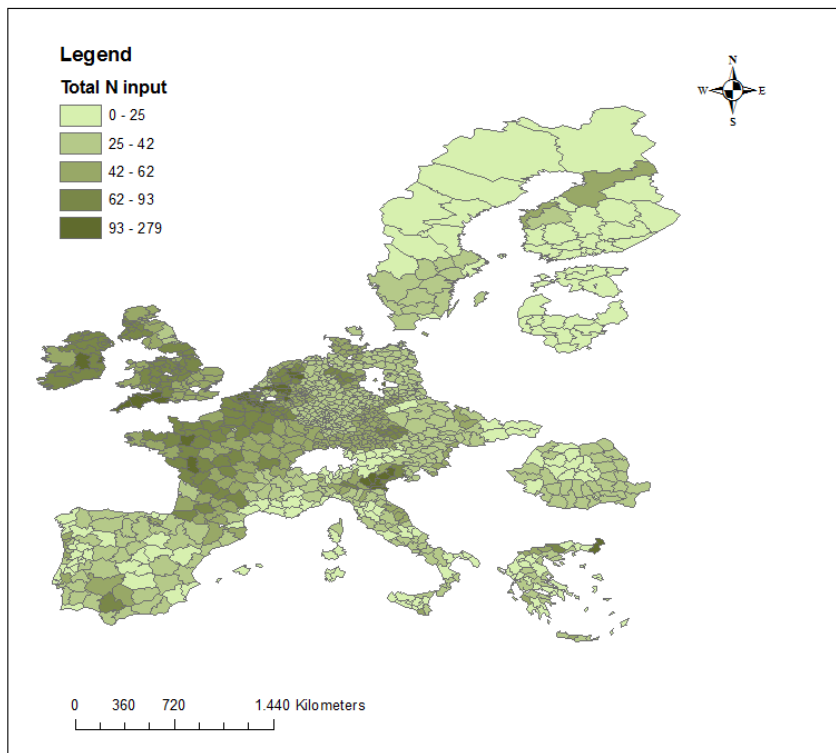 Legend
Total N input
0 - 25
25 - 42
42 - 62
62 - 93
93 - 279
N
W E
S
0 360 720 1.440 Kilometers